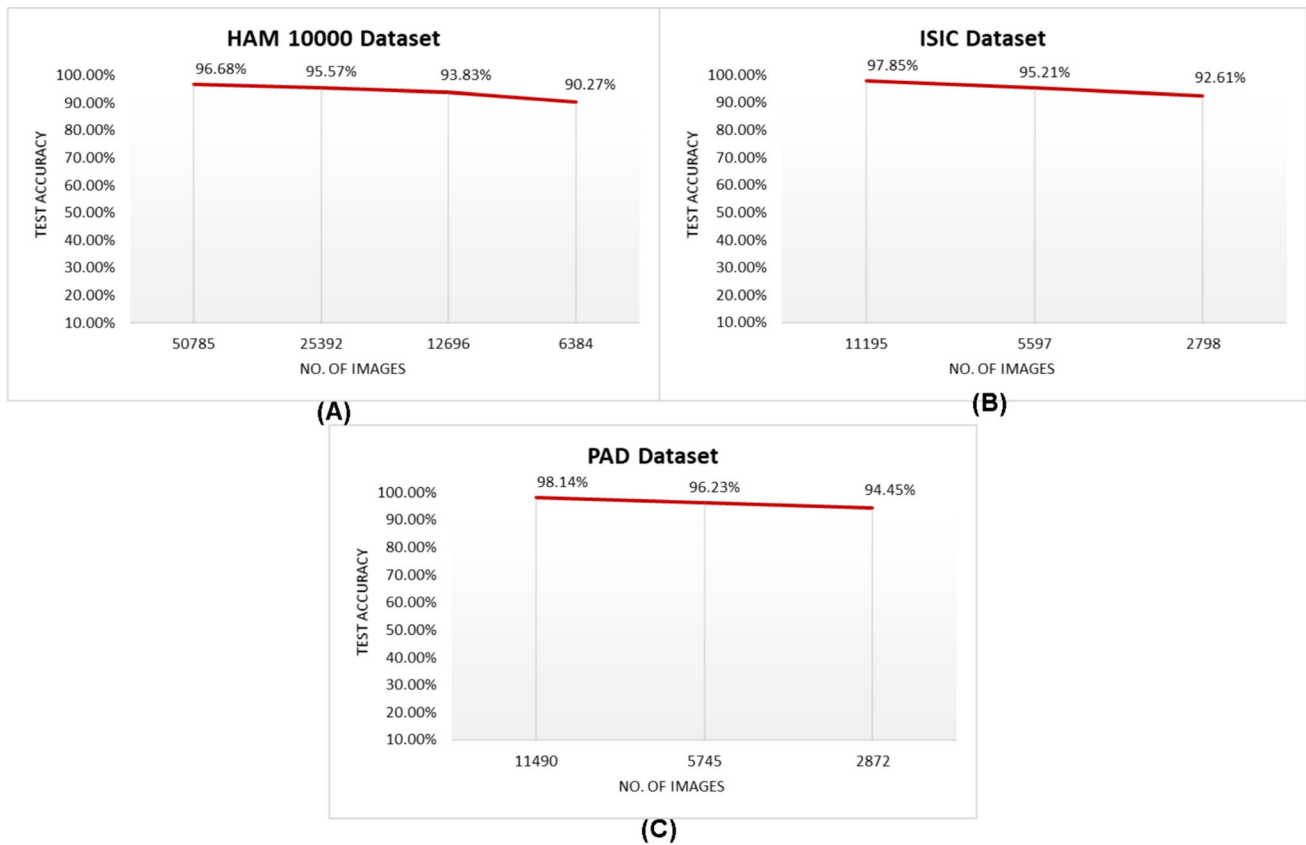 HAM 10000 Dataset
96.68% 95.57% 93.83% 90.27%
100.00%
90.00%
80.00%
70.00%
60.00%
50.00%
40.00%
30.00%
20.00%
10.00%
TEST ACCURACY
50785 25392 12696 6384
NO. OF IMAGES
(A)
ISIC Dataset
97.85% 95.21% 92.61%
100.00%
90.00%
80.00%
70.00%
60.00%
50.00%
40.00%
30.00%
20.00%
10.00%
TEST ACCURACY
11195 5597 2798
NO. OF IMAGES
(B)
PAD Dataset
98.14% 96.23% 94.45%
100.00%
90.00%
80.00%
70.00%
60.00%
50.00%
40.00%
30.00%
20.00%
10.00%
TEST ACCURACY
11490 5745 2872
NO. OF IMAGES
(C)